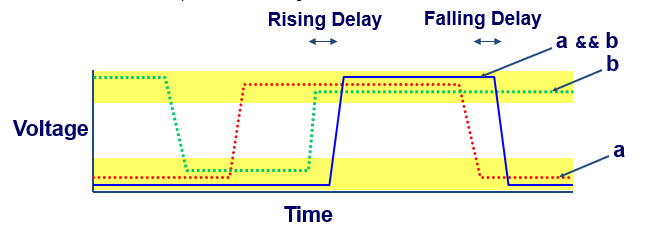 Rising Delay
Falling Delay
a && b
b
Voltage
a
Time